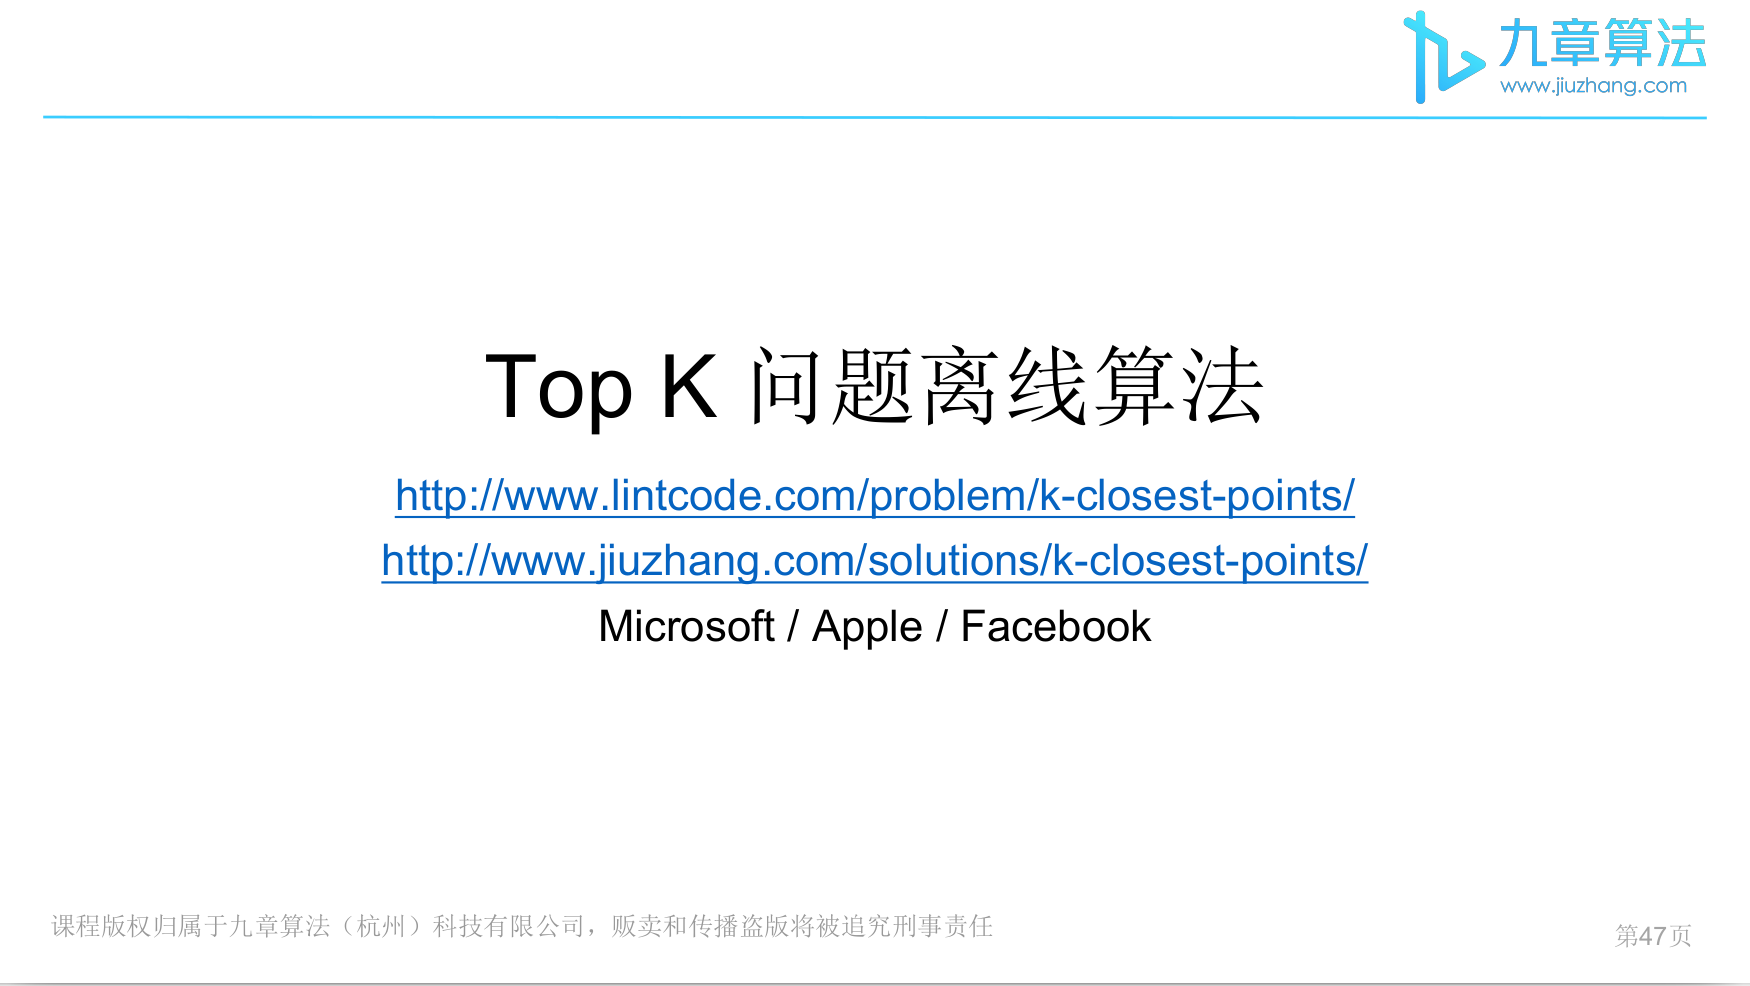 九章算法
www.jiuzhang.com
Top K 问题离线算法
http://www.lintcode.com/problem/k-closest-points/
http://www.jiuzhang.com/solutions/k-closest-points/
Microsoft / Apple / Facebook
课程版权归属于九章算法（杭州）科技有限公司，贩卖和传播盗版将被追究刑事责任
第47页